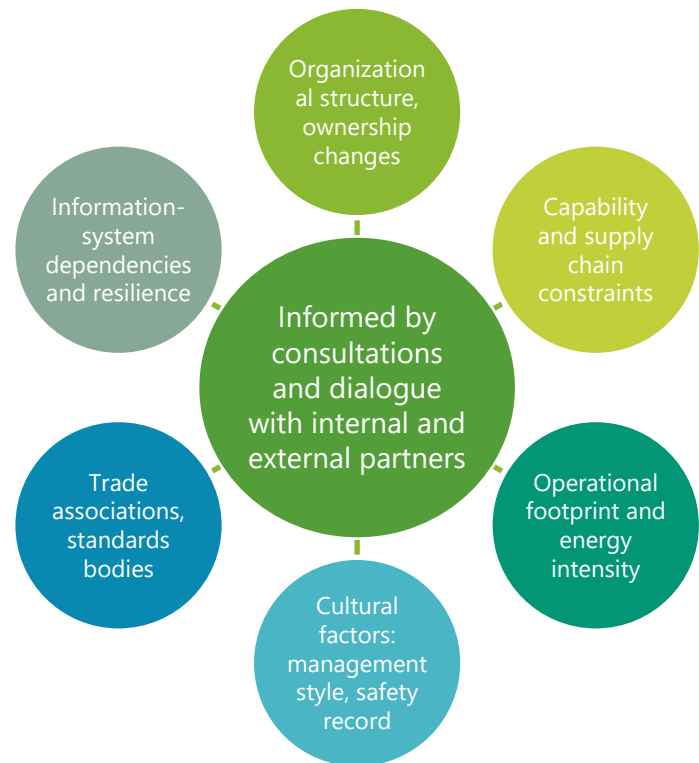 Organization
al structure,
ownership
changes
Capability
and supply
chain
constraints
Operational
footprint and
energy
intensity
Cultural
factors:
management
style, safety
record
Trade
associations,
standards
bodies
Information-
system
dependencies
and resilience
Informed by
consultations
and dialogue
with internal and
external partners